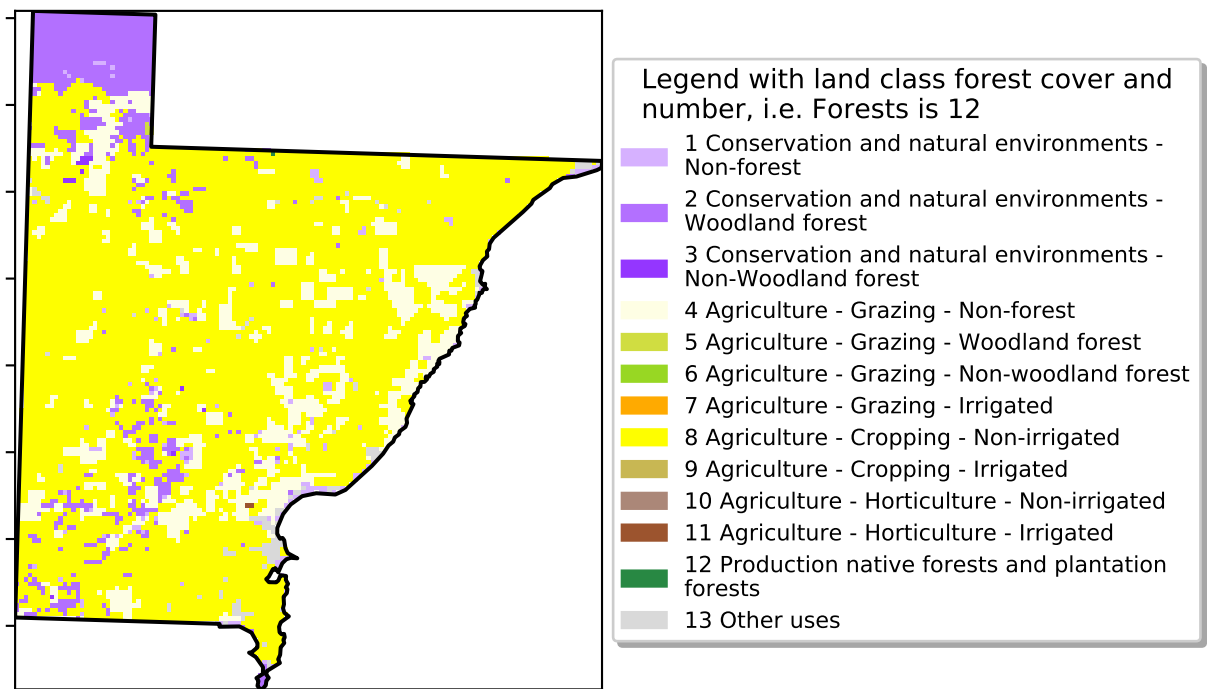 Legend with land class forest cover and
number, i.e. Forests is 12
1 Conservation and natural environments -
Non-forest
2 Conservation and natural environments -
Woodland forest
3 Conservation and natural environments -
Non-Woodland forest
4 Agriculture - Grazing - Non-forest
5 Agriculture - Grazing - Woodland forest
6 Agriculture - Grazing - Non-woodland forest
7 Agriculture - Grazing - Irrigated
8 Agriculture - Cropping - Non-irrigated
9 Agriculture - Cropping - Irrigated
10 Agriculture - Horticulture - Non-irrigated
11 Agriculture - Horticulture - Irrigated
12 Production native forests and plantation
forests
13 Other uses